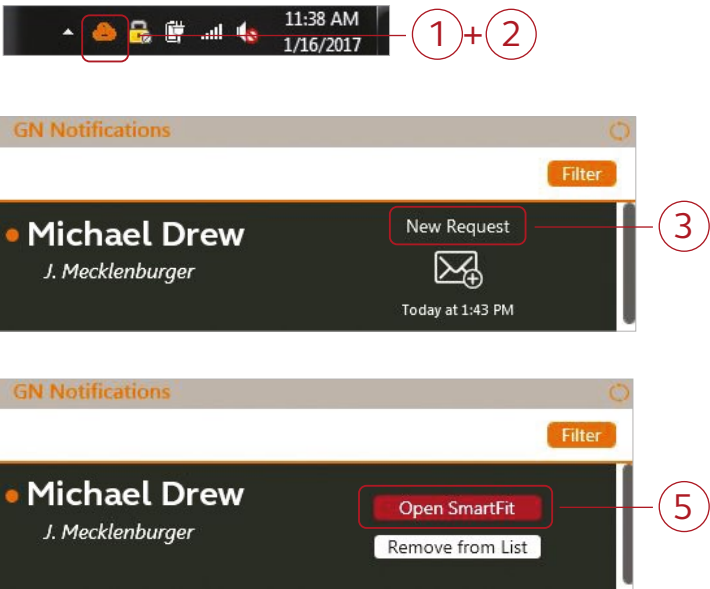 11:38 AM
1/16/2017
1+2
GN Notifications
Filter
Michael Drew
New Request
3
J. Mecklenburger
Today at 1:43 PM
GN Notifications
Filter
Michael Drew
Open SmartFit
5
J. Mecklenburger
Remove from List